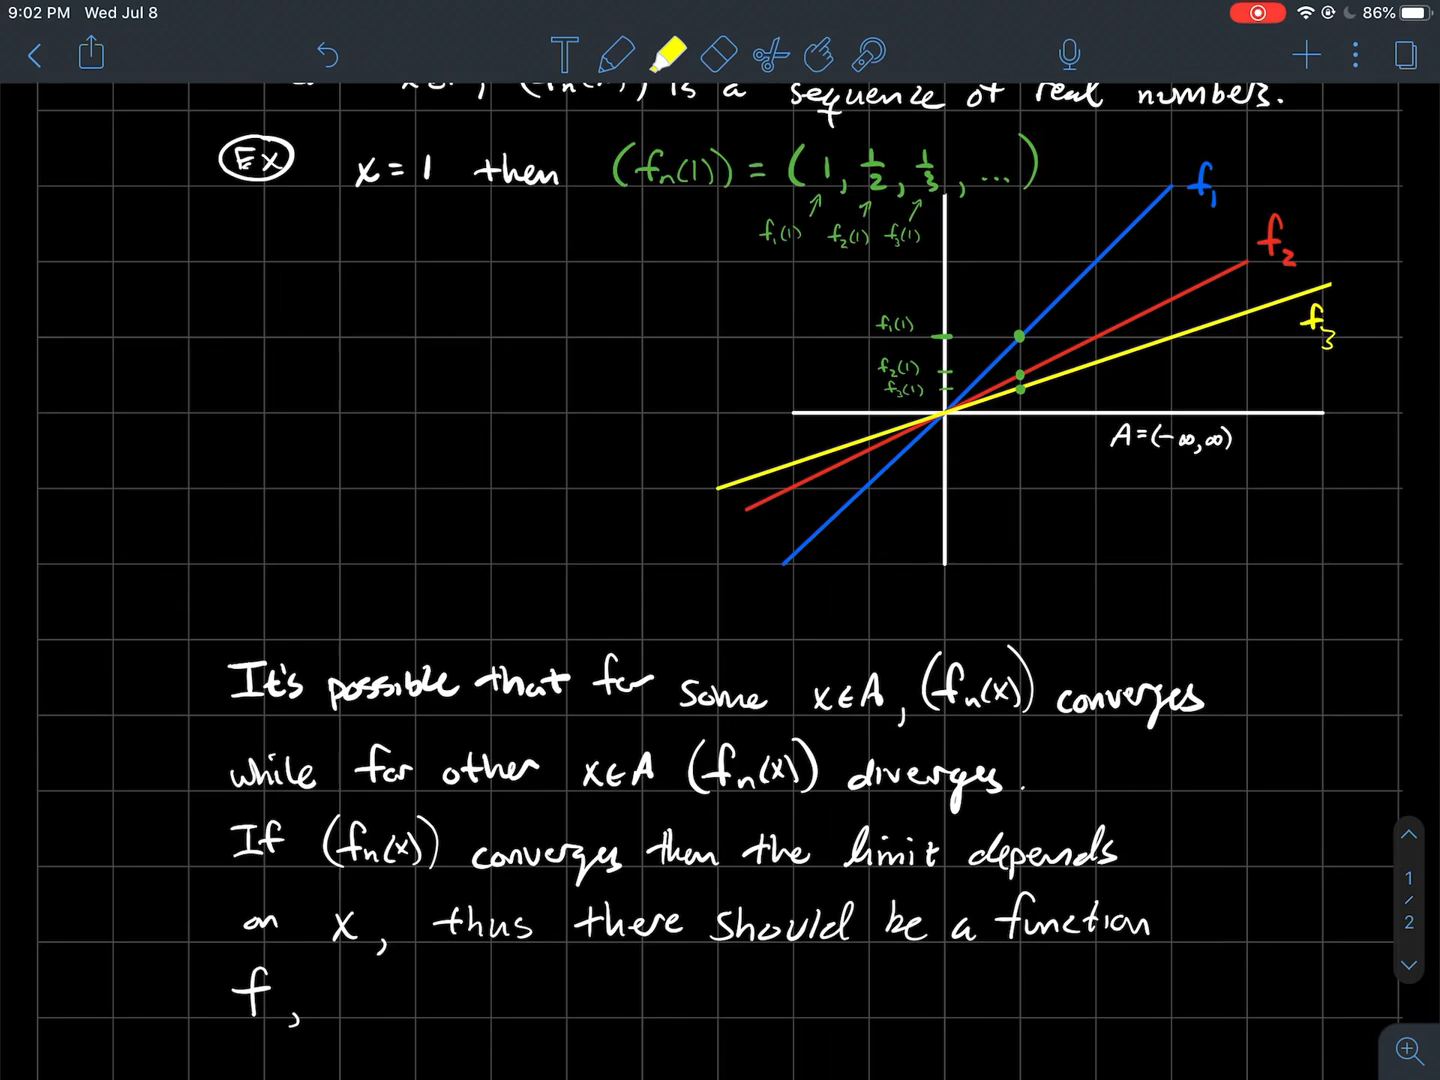 9:02 PM Wed Jul 8
86%
is a sequence of real numbers.
Ex x = 1 then (fₙ(1)) = (1, 1/2, 1/3, ...)
f₁(1) f₂(1) f₃(1)
f₁
f₂
f₃
f₁(1)
f₂(1)
f₃(1)
A=(-∞,∞)
It's possible that for some x∈A, (fₙ(x)) converges
while for other x∈A (fₙ(x)) diverges.
If (fₙ(x)) converges then the limit depends
on x, thus there should be a function
f,
1
/
2